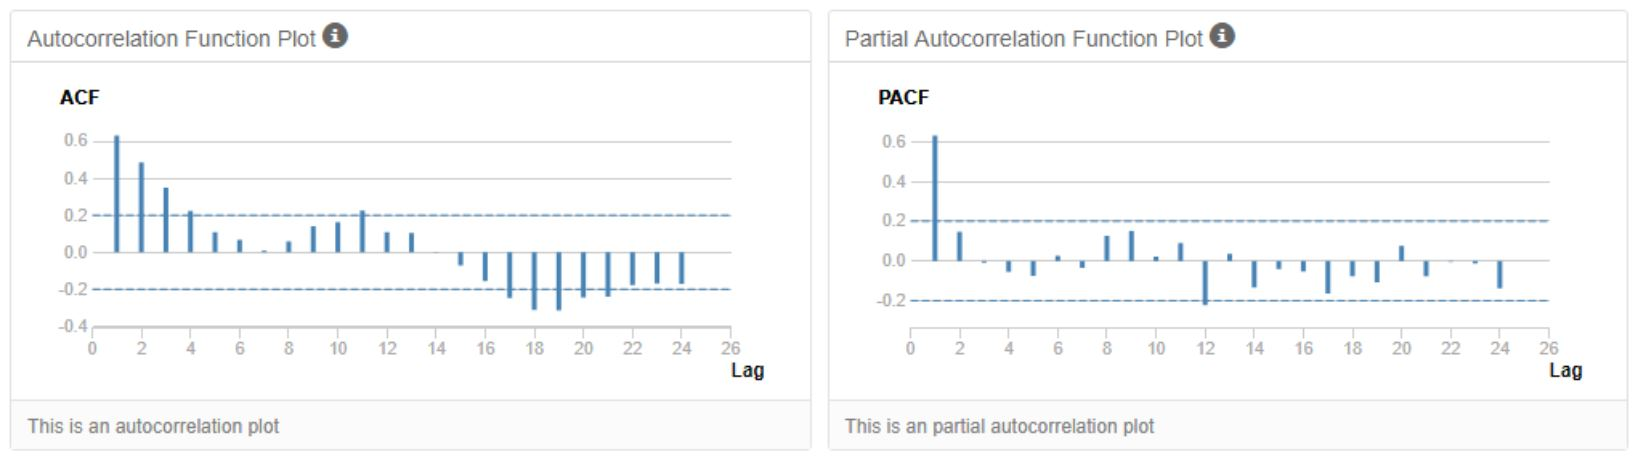 Autocorrelation Function Plot
ACF
0.6
0.4
0.2
0.0
-0.2
-0.4
0 2 4 6 8 10 12 14 16 18 20 22 24 26
Lag
This is an autocorrelation plot
Partial Autocorrelation Function Plot
PACF
0.6
0.4
0.2
0.0
-0.2
0 2 4 6 8 10 12 14 16 18 20 22 24 26
Lag
This is an partial autocorrelation plot